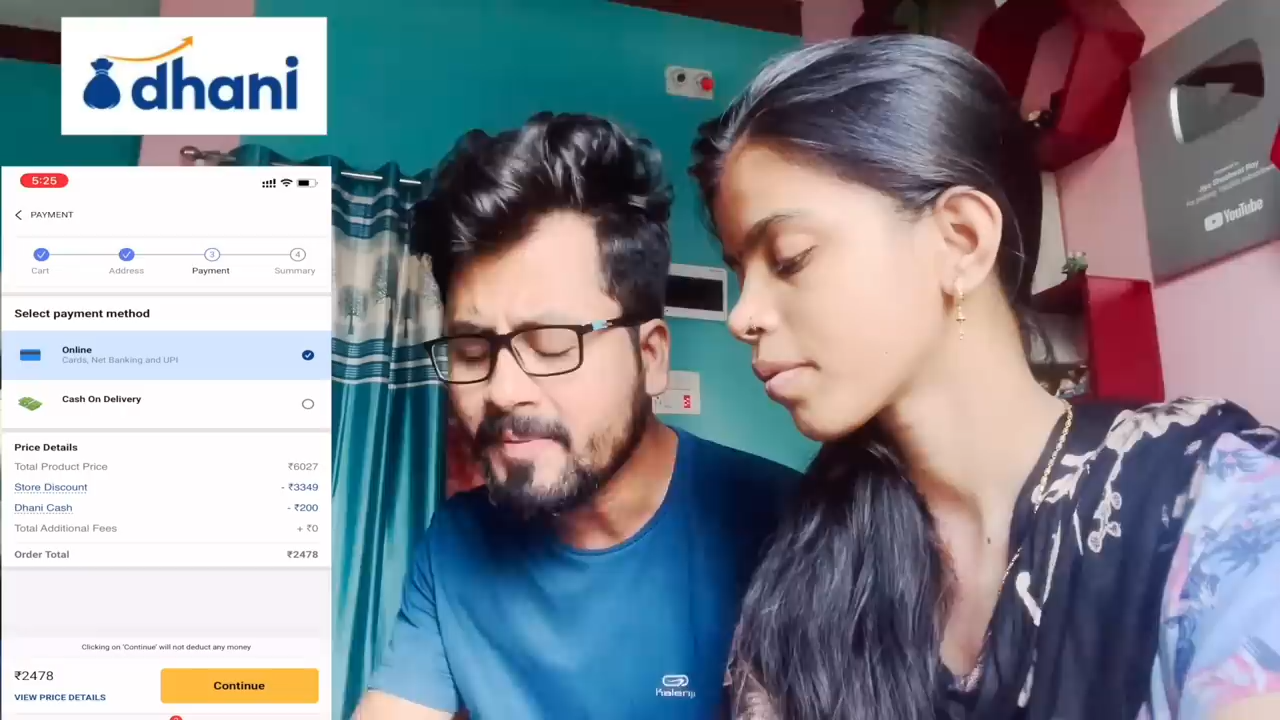 dhani
5:25
PAYMENT
3
4
Cart
Address
Payment
Summary
Select payment method
Online
Cards, Net Banking and UPI
Cash On Delivery
Price Details
Total Product Price
₹6027
Store Discount
- ₹3349
Dhani Cash
- ₹200
Total Additional Fees
+ ₹0
Order Total
₹2478
Clicking on 'Continue' will not deduct any money
₹2478
VIEW PRICE DETAILS
Continue
YouTube
kalenji